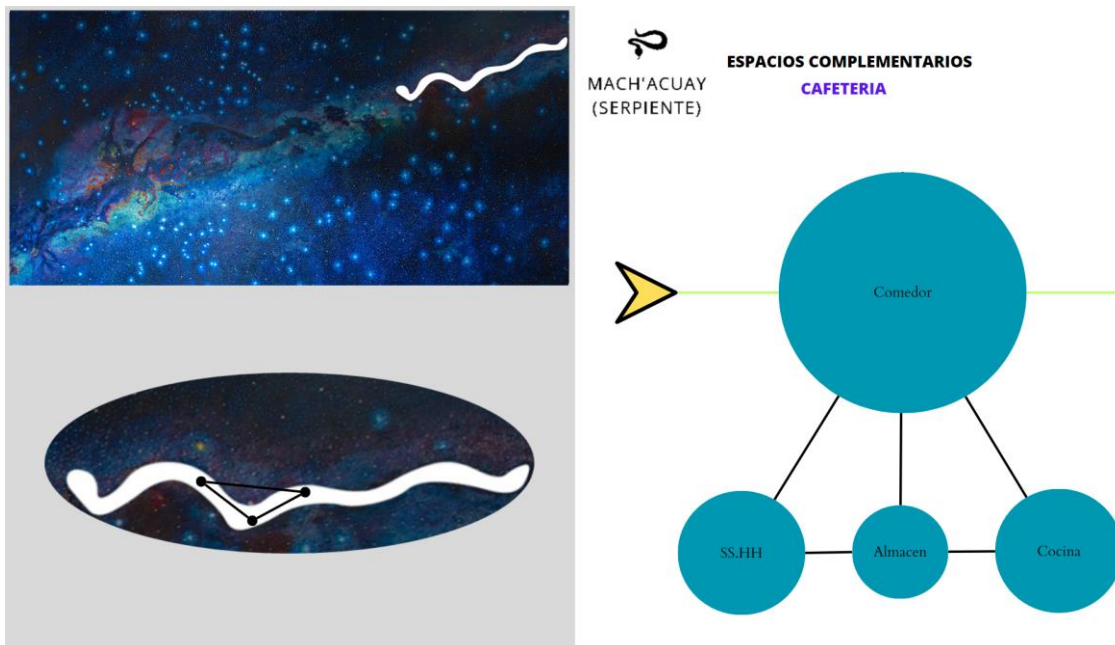 MACH'ACUAY
(SERPIENTE)
ESPACIOS COMPLEMENTARIOS
CAFETERIA
Comedor
SS.HH
Almacen
Cocina